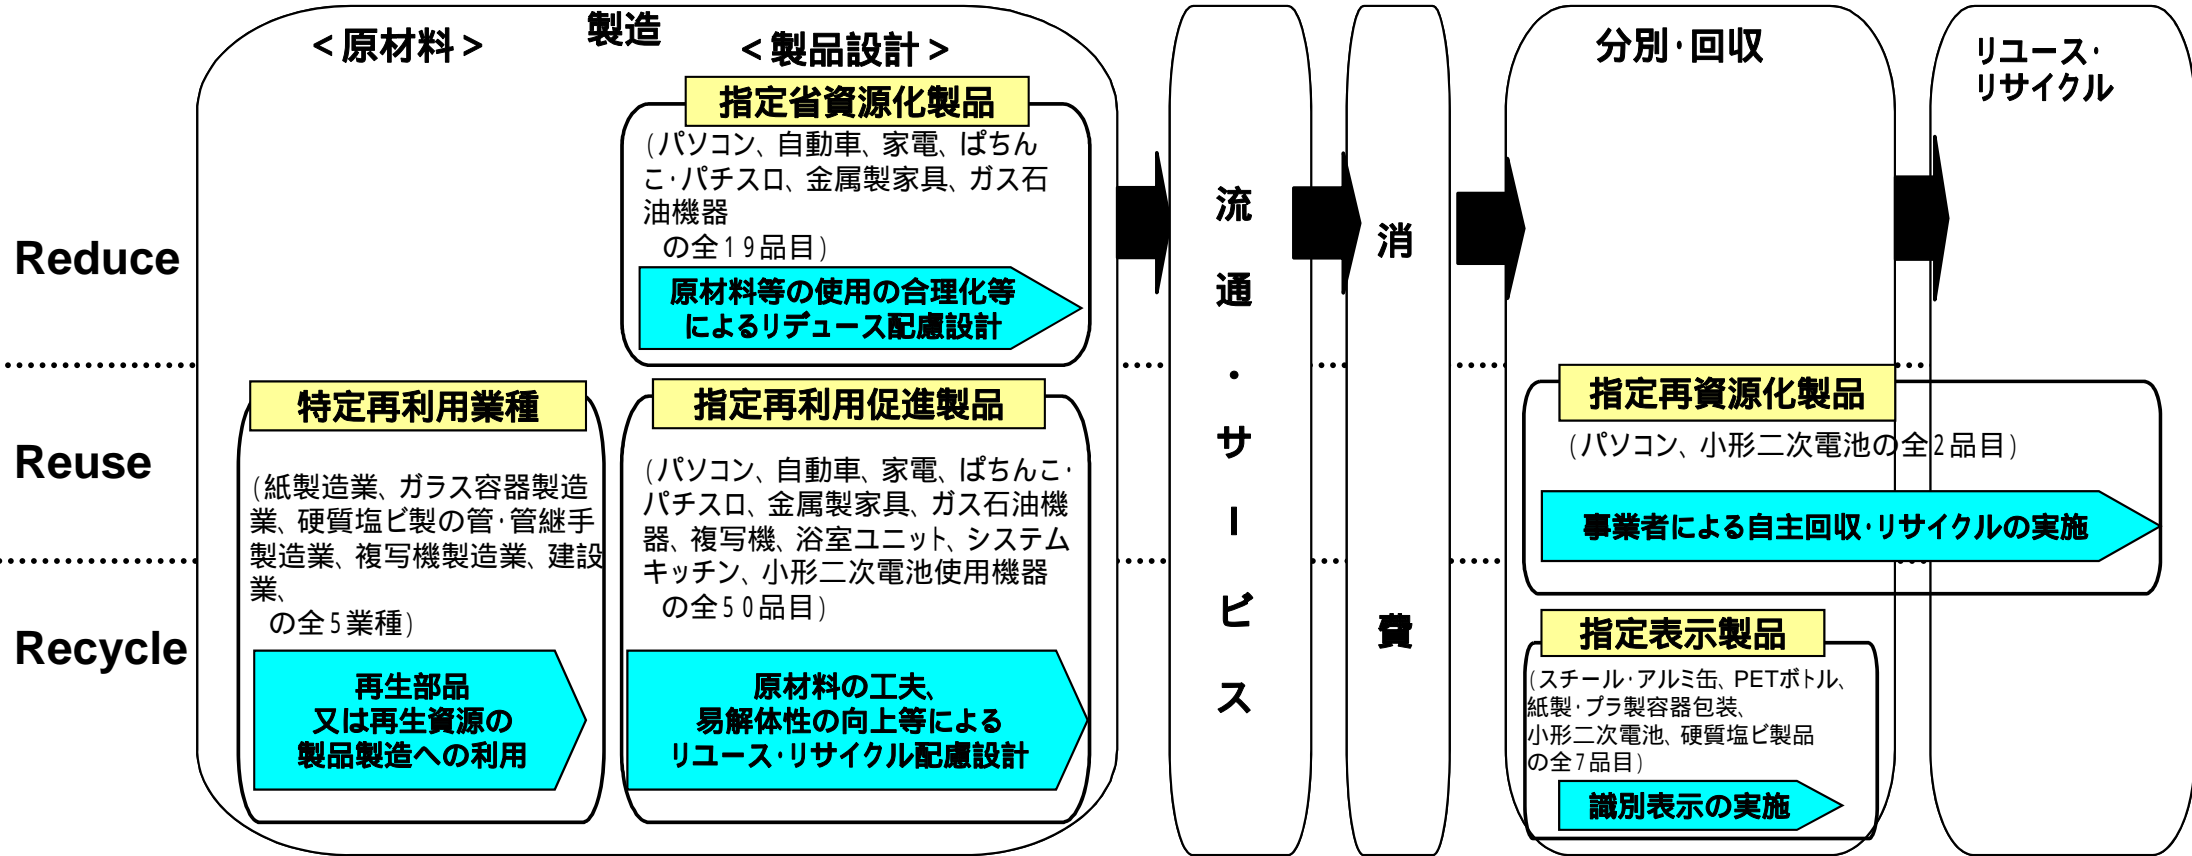 製造
＜原材料＞
＜製品設計＞
指定省資源化製品
(パソコン、自動車、家電、ぱちん
こ・パチスロ、金属製家具、ガス石
油機器
の全19品目)
原材料等の使用の合理化等
によるリデュース配慮設計
Reduce
Reuse
Recycle
特定再利用業種
(紙製造業、ガラス容器製造
業、硬質塩ビ製の管・管継手
製造業、複写機製造業、建設
業、
の全5業種)
再生部品
又は再生資源の
製品製造への利用
指定再利用促進製品
(パソコン、自動車、家電、ぱちんこ・
パチスロ、金属製家具、ガス石油機
器、複写機、浴室ユニット、システム
キッチン、小形二次電池使用機器
の全50品目)
原材料の工夫、
易解体性の向上等による
リユース・リサイクル配慮設計
流通・サービス
消費
分別・回収
リユース・
リサイクル
指定再資源化製品
(パソコン、小形二次電池の全2品目)
事業者による自主回収・リサイクルの実施
指定表示製品
(スチール・アルミ缶、PETボトル、
紙製・プラ製容器包装、
小形二次電池、硬質塩ビ製品
の全7品目)
識別表示の実施